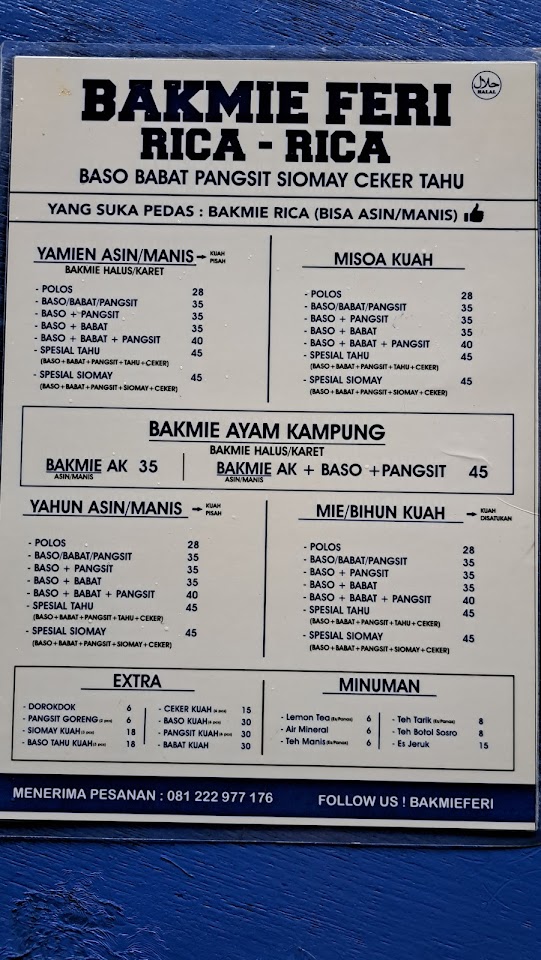 BAKMIE FERI
حلال
HALAL
RICA - RICA
BASO BABAT PANGSIT SIOMAY CEKER TAHU
YANG SUKA PEDAS : BAKMIE RICA (BISA ASIN/MANIS)
YAMIEN ASIN/MANIS → KUAH PISAH
BAKMIE HALUS/KARET
- POLOS 28
- BASO/BABAT/PANGSIT 35
- BASO + PANGSIT 35
- BASO + BABAT 35
- BASO + BABAT + PANGSIT 40
- SPESIAL TAHU 45
(BASO+BABAT+PANGSIT+TAHU+CEKER)
- SPESIAL SIOMAY 45
(BASO+BABAT+PANGSIT+SIOMAY+CEKER)
MISOA KUAH
- POLOS 28
- BASO/BABAT/PANGSIT 35
- BASO + PANGSIT 35
- BASO + BABAT 35
- BASO + BABAT + PANGSIT 40
- SPESIAL TAHU 45
(BASO+BABAT+PANGSIT+TAHU+CEKER)
- SPESIAL SIOMAY 45
(BASO+BABAT+PANGSIT+SIOMAY+CEKER)
BAKMIE AYAM KAMPUNG
BAKMIE HALUS/KARET
BAKMIE AK 35
ASIN/MANIS
BAKMIE AK + BASO +PANGSIT 45
ASIN/MANIS
YAHUN ASIN/MANIS → KUAH PISAH
- POLOS 28
- BASO/BABAT/PANGSIT 35
- BASO + PANGSIT 35
- BASO + BABAT 35
- BASO + BABAT + PANGSIT 40
- SPESIAL TAHU 45
(BASO+BABAT+PANGSIT+TAHU+CEKER)
- SPESIAL SIOMAY 45
(BASO+BABAT+PANGSIT+SIOMAY+CEKER)
MIE/BIHUN KUAH → KUAH DISATUKAN
- POLOS 28
- BASO/BABAT/PANGSIT 35
- BASO + PANGSIT 35
- BASO + BABAT 35
- BASO + BABAT + PANGSIT 40
- SPESIAL TAHU 45
(BASO+BABAT+PANGSIT+TAHU+CEKER)
- SPESIAL SIOMAY 45
(BASO+BABAT+PANGSIT+SIOMAY+CEKER)
EXTRA
- DOROKDOK 6
- PANGSIT GORENG 6
- SIOMAY KUAH 18
- BASO TAHU KUAH 18
- CEKER KUAH 15
- BASO KUAH 30
- PANGSIT KUAH 30
- BABAT KUAH 30
MINUMAN
- Lemon Tea (Es/Panas) 6
- Air Mineral 6
- Teh Manis (Es/Panas) 6
- Teh Tarik (Es/Panas) 8
- Teh Botol Sosro 8
- Es Jeruk 15
MENERIMA PESANAN : 081 222 977 176
FOLLOW US ! BAKMIEFERI